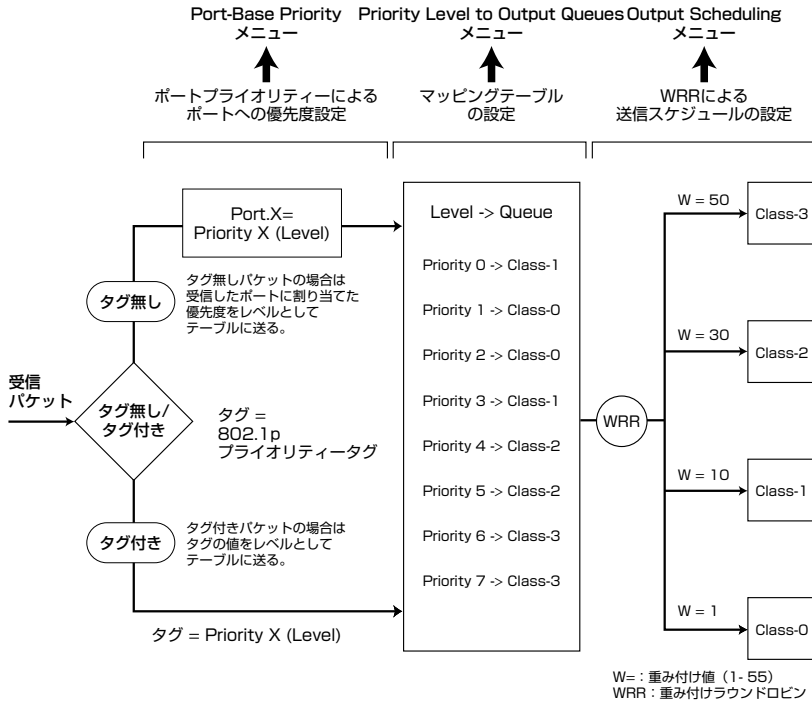 Port-Base Priority
メニュー
Priority Level to Output Queues
メニュー
Output Scheduling
メニュー
ポートプライオリティーによる
ポートへの優先度設定
マッピングテーブル
の設定
WRRによる
送信スケジュールの設定
Port.X=
Priority X (Level)
タグ無し
タグ無しパケットの場合は
受信したポートに割り当てた
優先度をレベルとして
テーブルに送る。
受信
パケット
タグ無し/
タグ付き
タグ =
802.1p
プライオリティータグ
タグ付き
タグ付きパケットの場合は
タグの値をレベルとして
テーブルに送る。
タグ = Priority X (Level)
Level -> Queue
Priority 0 -> Class-1
Priority 1 -> Class-0
Priority 2 -> Class-0
Priority 3 -> Class-1
Priority 4 -> Class-2
Priority 5 -> Class-2
Priority 6 -> Class-3
Priority 7 -> Class-3
WRR
W = 50
Class-3
W = 30
Class-2
W = 10
Class-1
W = 1
Class-0
W=：重み付け値（1- 55）
WRR：重み付けラウンドロビン